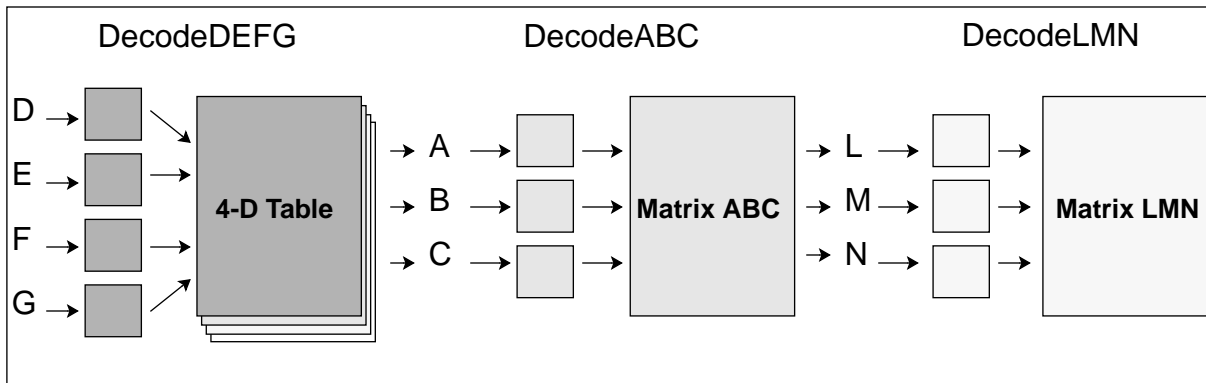 DecodeDEFG DecodeABC DecodeLMN
D
E
F
G
4-D Table
A
B
C
Matrix ABC
L
M
N
Matrix LMN